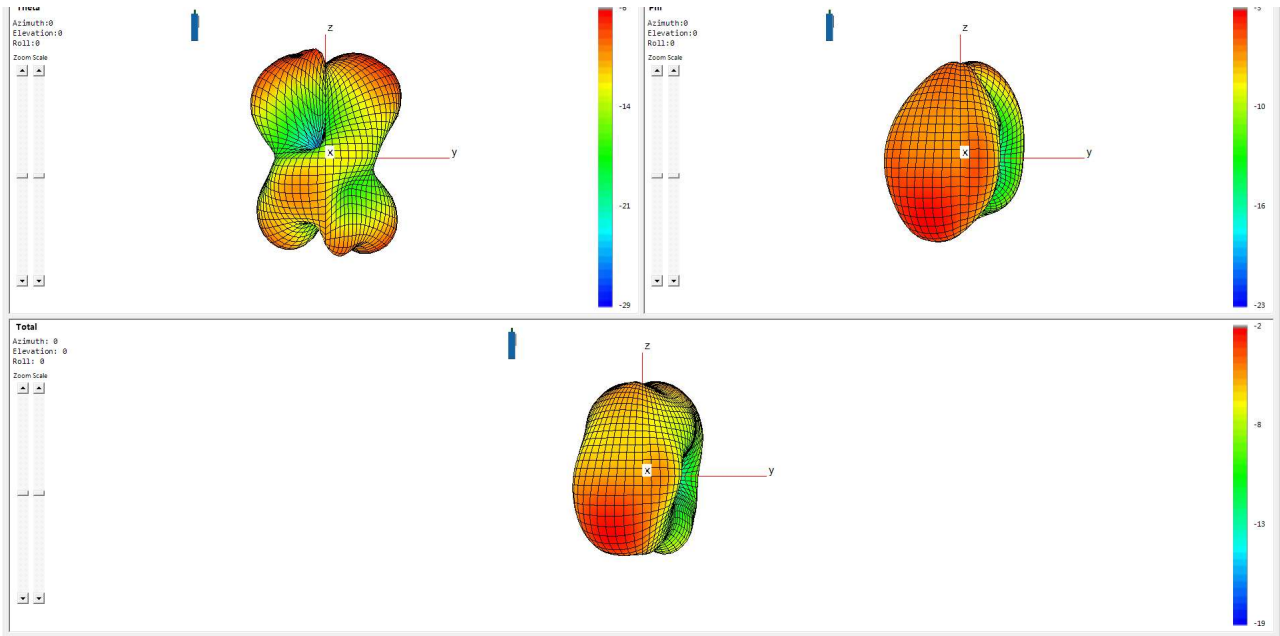 Theta
Azimuth:0
Elevation:0
Roll:0
Zoom Scale
z
y
x
-6
-14
-21
-29
Phi
Azimuth:0
Elevation:0
Roll:0
Zoom Scale
z
y
x
-3
-10
-16
-23
Total
Azimuth: 0
Elevation: 0
Roll: 0
Zoom Scale
z
y
x
-2
-8
-13
-19